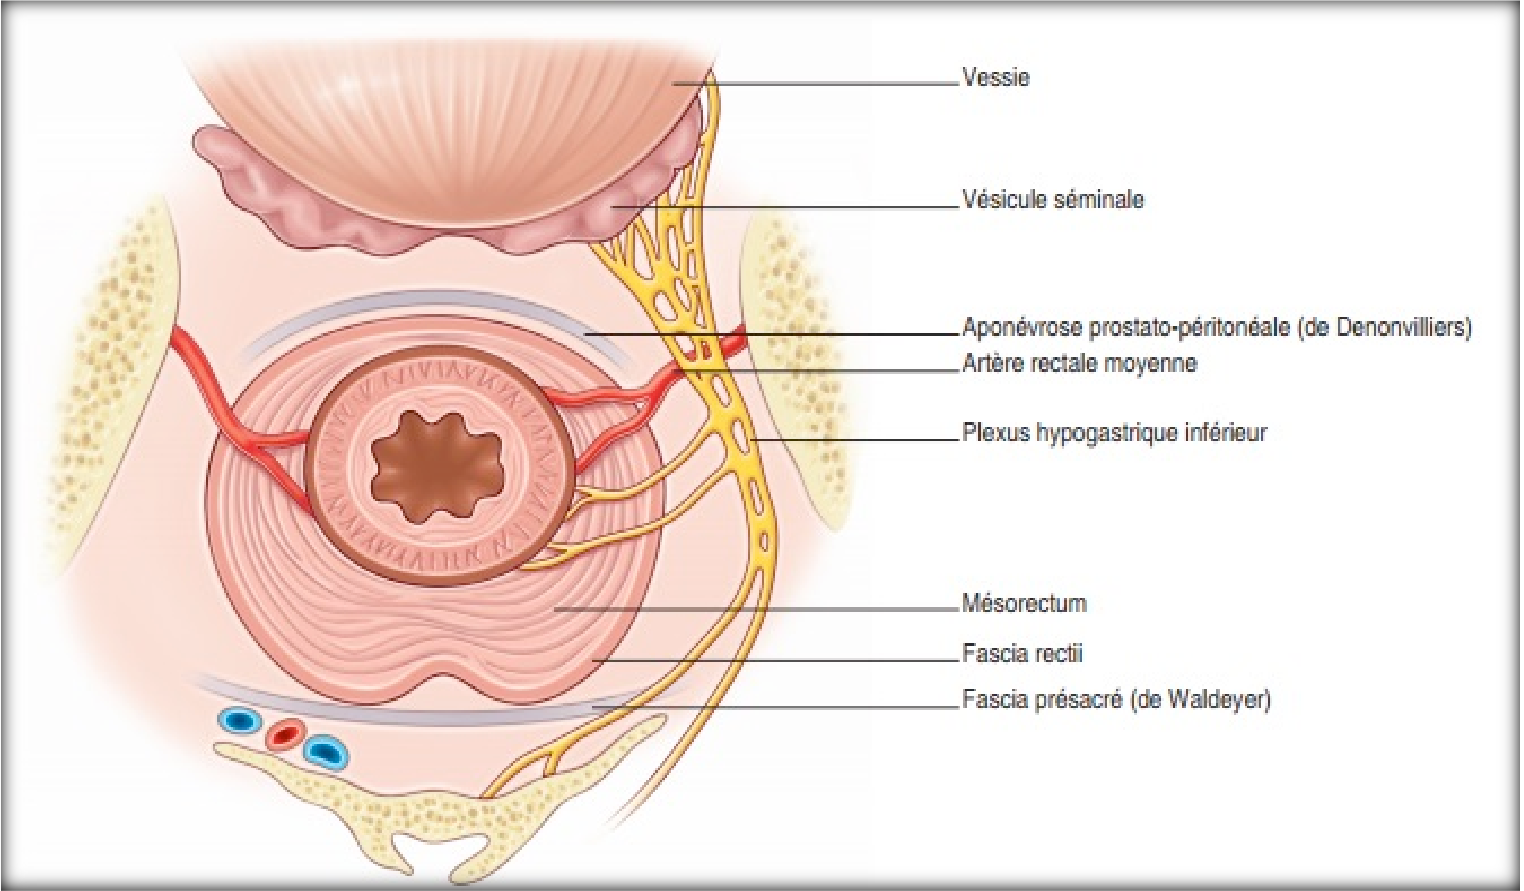 Vessie
Vésicule séminale
Aponévrose prostato-péritonéale (de Denonvilliers)
Artère rectale moyenne
Plexus hypogastrique inférieur
Mésorectum
Fascia rectii
Fascia présacré (de Waldeyer)